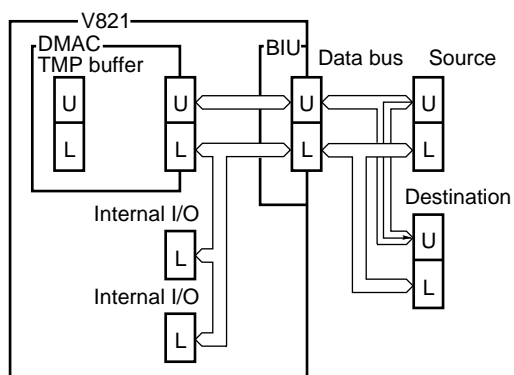 V821
DMAC
TMP buffer
BIU
Data bus
Source
U
L
U
L
U
L
U
L
Internal I/O
L
Destination
U
L
Internal I/O
L